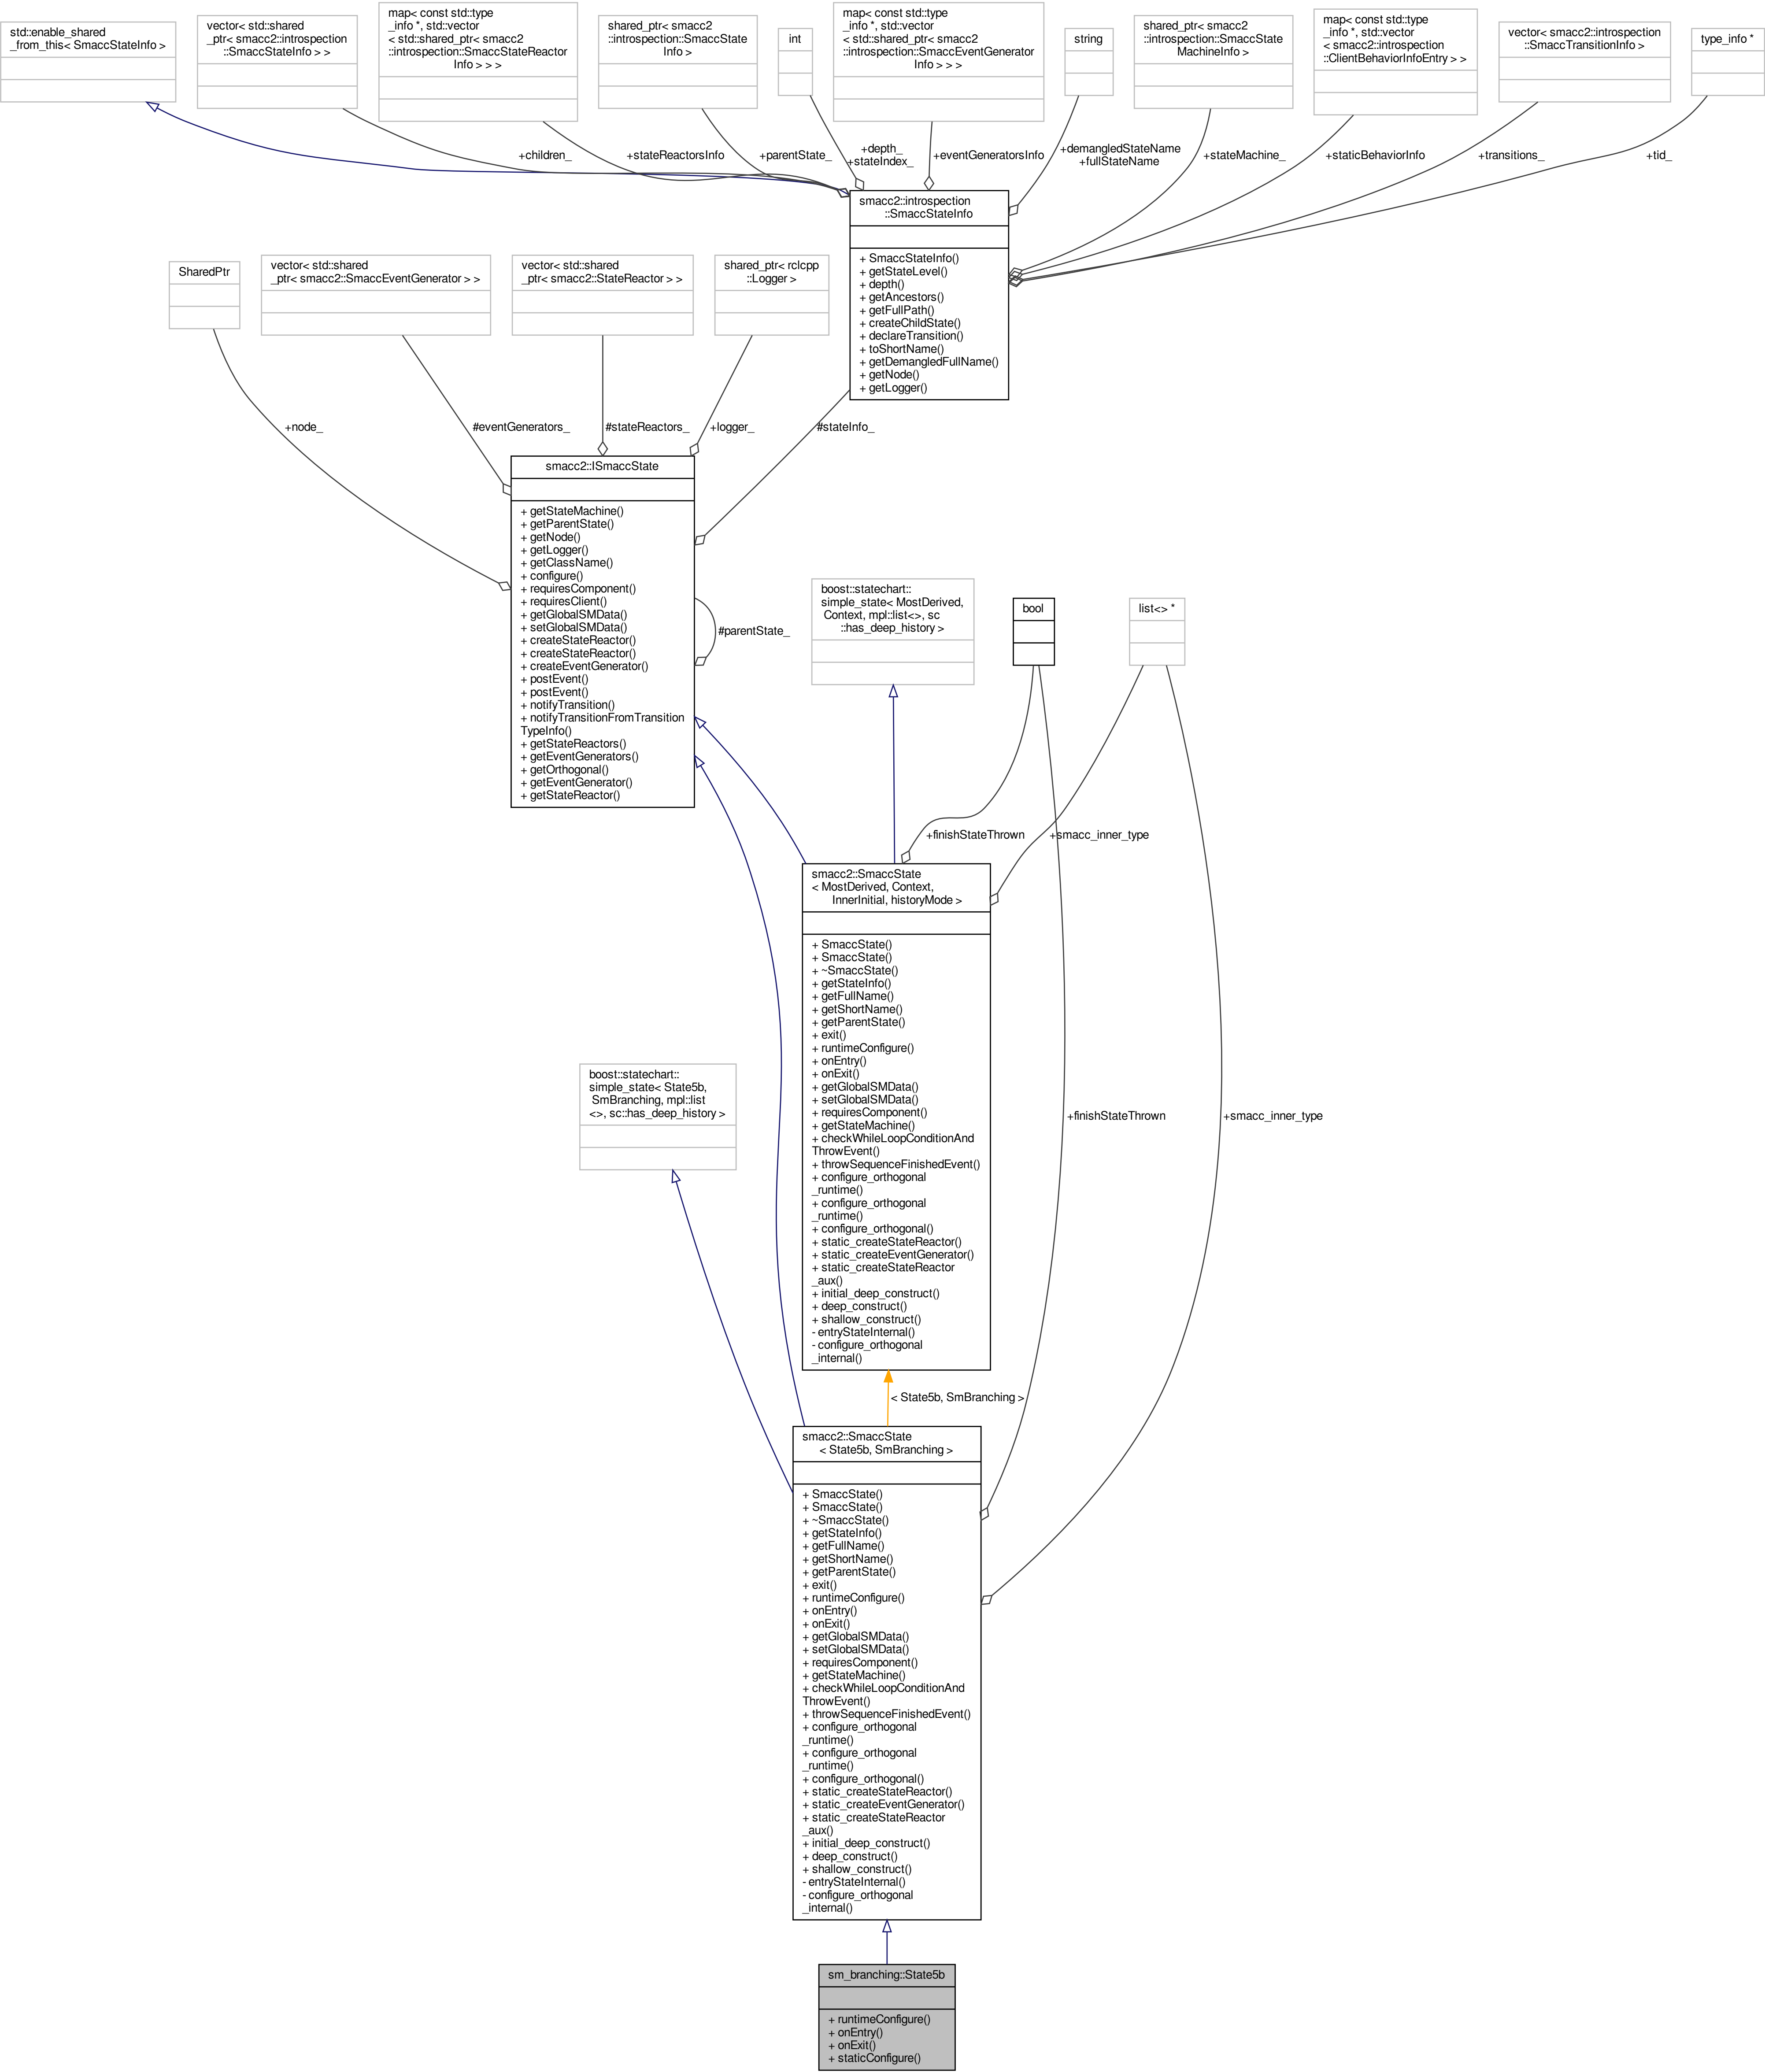 std::enable_shared
_from_this< SmaccStateInfo >
vector< std::shared
_ptr< smacc2::introspection
::SmaccStateInfo > >
map< const std::type
_info *, std::vector
< std::shared_ptr< smacc2
::introspection::SmaccStateReactor
Info > > >
shared_ptr< smacc2
::introspection::SmaccState
Info >
int
map< const std::type
_info *, std::vector
< std::shared_ptr< smacc2
::introspection::SmaccEventGenerator
Info > > >
string
shared_ptr< smacc2
::introspection::SmaccState
MachineInfo >
map< const std::type
_info *, std::vector
< smacc2::introspection
::ClientBehaviorInfoEntry > >
vector< smacc2::introspection
::SmaccTransitionInfo >
type_info *
+children_
+stateReactorsInfo
+parentState_
+depth_
+stateIndex_
+eventGeneratorsInfo
+demangledStateName
+fullStateName
+stateMachine_
+staticBehaviorInfo
+transitions_
+tid_
smacc2::introspection
::SmaccStateInfo
+ SmaccStateInfo()
+ getStateLevel()
+ depth()
+ getAncestors()
+ getFullPath()
+ createChildState()
+ declareTransition()
+ toShortName()
+ getDemangledFullName()
+ getNode()
+ getLogger()
SharedPtr
vector< std::shared
_ptr< smacc2::SmaccEventGenerator > >
vector< std::shared
_ptr< smacc2::StateReactor > >
shared_ptr< rclcpp
::Logger >
+node_
#eventGenerators_
#stateReactors_
+logger_
#stateInfo_
smacc2::ISmaccState
+ getStateMachine()
+ getParentState()
+ getNode()
+ getLogger()
+ getClassName()
+ configure()
+ requiresComponent()
+ requiresClient()
+ getGlobalSMData()
+ setGlobalSMData()
+ createStateReactor()
+ createStateReactor()
+ createEventGenerator()
+ postEvent()
+ postEvent()
+ notifyTransition()
+ notifyTransitionFromTransition
TypeInfo()
+ getStateReactors()
+ getEventGenerators()
+ getOrthogonal()
+ getEventGenerator()
+ getStateReactor()
#parentState_
boost::statechart::
simple_state< MostDerived,
Context, mpl::list<>, sc
::has_deep_history >
bool
list<> *
+finishStateThrown
+smacc_inner_type
smacc2::SmaccState
< MostDerived, Context,
InnerInitial, historyMode >
+ SmaccState()
+ SmaccState()
+ ~SmaccState()
+ getStateInfo()
+ getFullName()
+ getShortName()
+ getParentState()
+ exit()
+ runtimeConfigure()
+ onEntry()
+ onExit()
+ getGlobalSMData()
+ setGlobalSMData()
+ requiresComponent()
+ getStateMachine()
+ checkWhileLoopConditionAnd
ThrowEvent()
+ throwSequenceFinishedEvent()
+ configure_orthogonal
_runtime()
+ configure_orthogonal
_runtime()
+ configure_orthogonal()
+ static_createStateReactor()
+ static_createEventGenerator()
+ static_createStateReactor
_aux()
+ initial_deep_construct()
+ deep_construct()
+ shallow_construct()
- entryStateInternal()
- configure_orthogonal
_internal()
boost::statechart::
simple_state< State5b,
SmBranching, mpl::list
<>, sc::has_deep_history >
+finishStateThrown
+smacc_inner_type
< State5b, SmBranching >
smacc2::SmaccState
< State5b, SmBranching >
+ SmaccState()
+ SmaccState()
+ ~SmaccState()
+ getStateInfo()
+ getFullName()
+ getShortName()
+ getParentState()
+ exit()
+ runtimeConfigure()
+ onEntry()
+ onExit()
+ getGlobalSMData()
+ setGlobalSMData()
+ requiresComponent()
+ getStateMachine()
+ checkWhileLoopConditionAnd
ThrowEvent()
+ throwSequenceFinishedEvent()
+ configure_orthogonal
_runtime()
+ configure_orthogonal
_runtime()
+ configure_orthogonal()
+ static_createStateReactor()
+ static_createEventGenerator()
+ static_createStateReactor
_aux()
+ initial_deep_construct()
+ deep_construct()
+ shallow_construct()
- entryStateInternal()
- configure_orthogonal
_internal()
sm_branching::State5b
+ runtimeConfigure()
+ onEntry()
+ onExit()
+ staticConfigure()